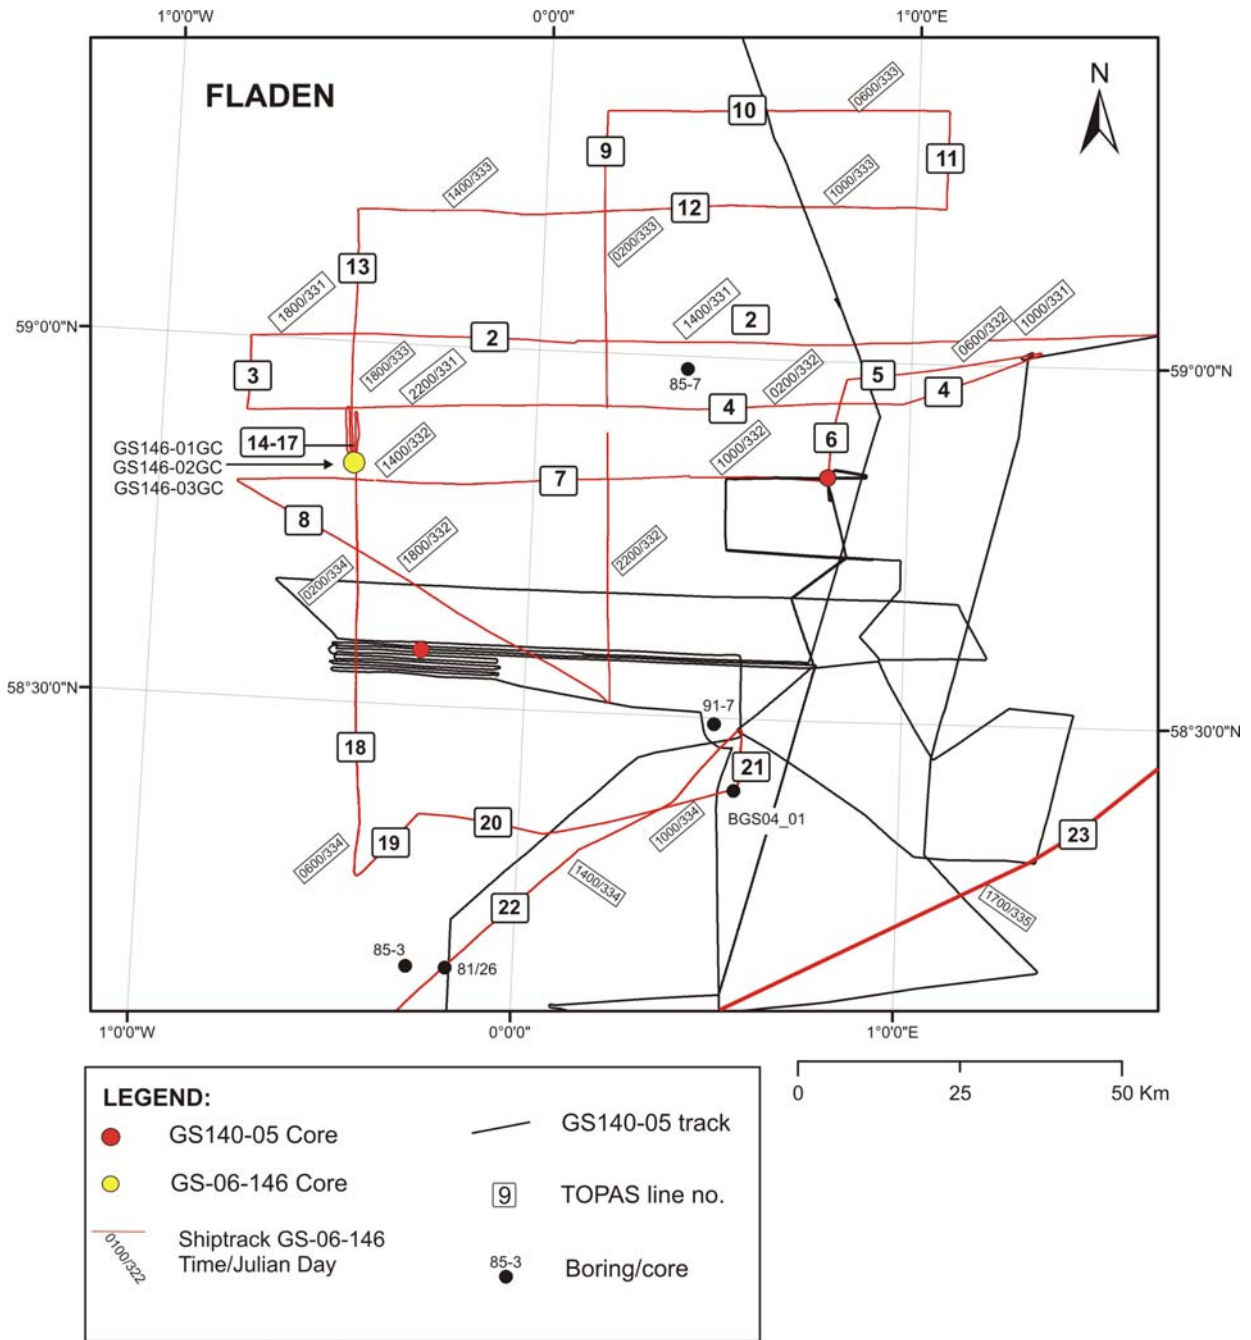 1°0'0"W
0°0'0"
1°0'0"E
FLADEN
N
0600/333
10
9
11
1400/333
1000/333
12
0200/333
13
1800/331
1400/331
2
1000/331
0600/332
59°0'0"N
2
1800/333
2200/331
3
85-7
0200/332
5
59°0'0"N
4
4
14-17
6
GS146-01GC
GS146-02GC
GS146-03GC
1400/332
1000/332
7
8
1800/332
2200/332
0200/334
58°30'0"N
91-7
58°30'0"N
18
21
BGS04_01
20
1000/334
19
23
0600/334
1400/334
22
1700/335
85-3
81/26
1°0'0"W
0°0'0"
1°0'0"E
0
25
50 Km
LEGEND:
GS140-05 Core
GS140-05 track
GS-06-146 Core
9
TOPAS line no.
Shiptrack GS-06-146
Time/Julian Day
0100/322
85-3
Boring/core